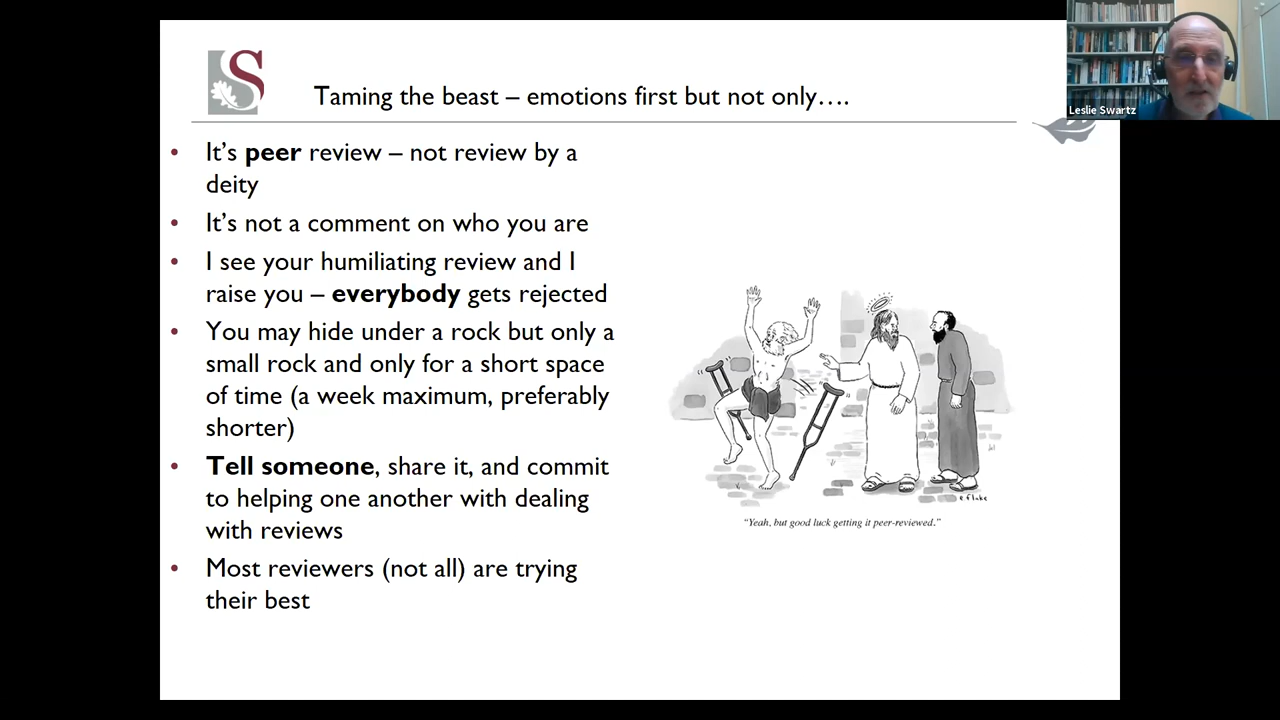 S
Taming the beast – emotions first but not only….
Leslie Swartz
• It’s peer review – not review by a
deity
• It’s not a comment on who you are
• I see your humiliating review and I
raise you – everybody gets rejected
• You may hide under a rock but only a
small rock and only for a short space
of time (a week maximum, preferably
shorter)
• Tell someone, share it, and commit
to helping one another with dealing
with reviews
• Most reviewers (not all) are trying
their best
e flake
“Yeah, but good luck getting it peer-reviewed.”